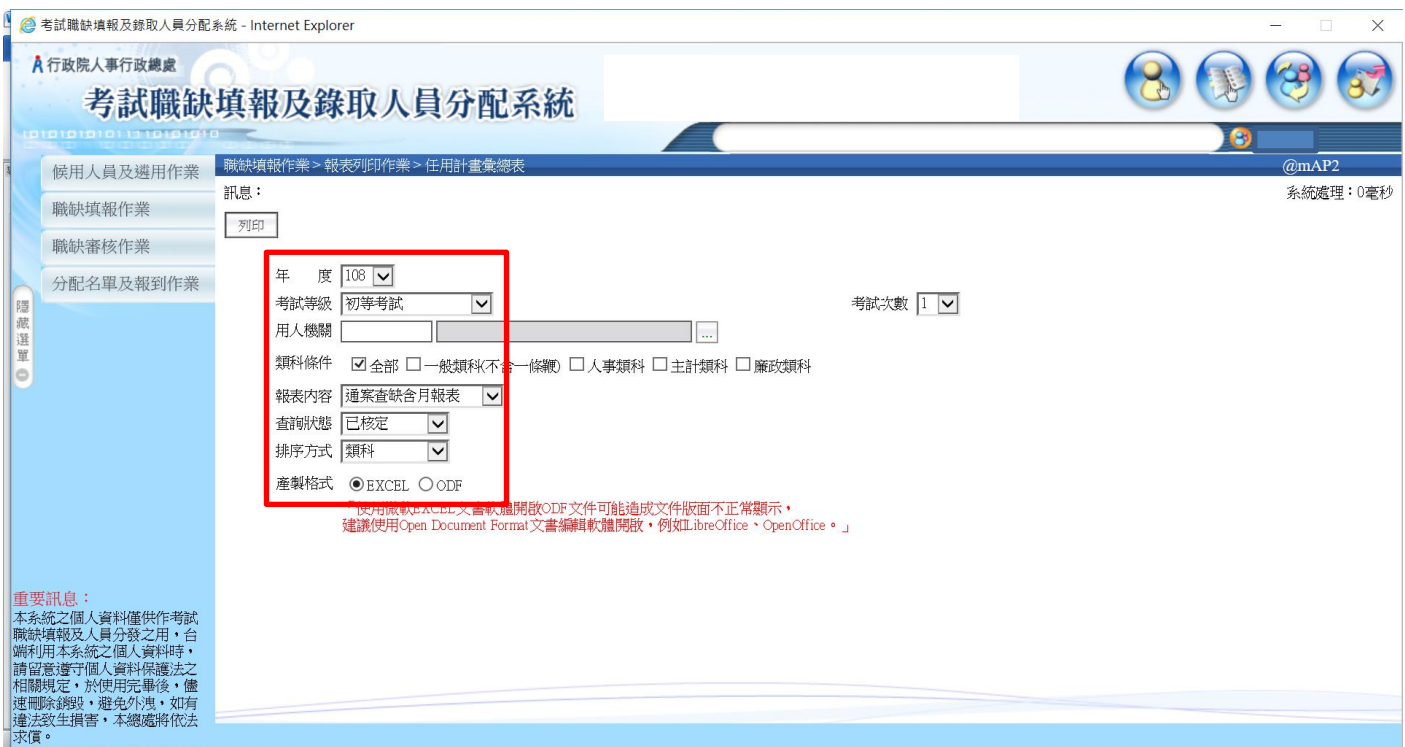 考試職缺填報及錄取人員分配系統 - Internet Explorer
行政院人事行政總處
考試職缺填報及錄取人員分配系統
候用人員及遴用作業
職缺填報作業
職缺審核作業
分配名單及報到作業
隱藏選單
職缺填報作業 > 報表列印作業 > 任用計畫彙總表 @mAP2
訊息： 系統處理：0毫秒
列印
年 度 108
考試等級 初等考試 考試次數 1
用人機關 ...
類科條件 全部 一般類科(不含一條鞭) 人事類科 主計類科 廉政類科
報表內容 通案查缺含月報表
查詢狀態 已核定
排序方式 類科
產製格式 EXCEL ODF
「使用微軟EXCEL文書軟體開啟ODF文件可能造成文件版面不正常顯示，
建議使用Open Document Format文書編輯軟體開啟，例如LibreOffice、OpenOffice。」
重要訊息：
本系統之個人資料僅供作考試
職缺填報及人員分發之用，台
端利用本系統之個人資料時，
請留意遵守個人資料保護法之
相關規定，於使用完畢後，儘
速刪除銷毀，避免外洩，如有
違法致生損害，本總處將依法
求償。